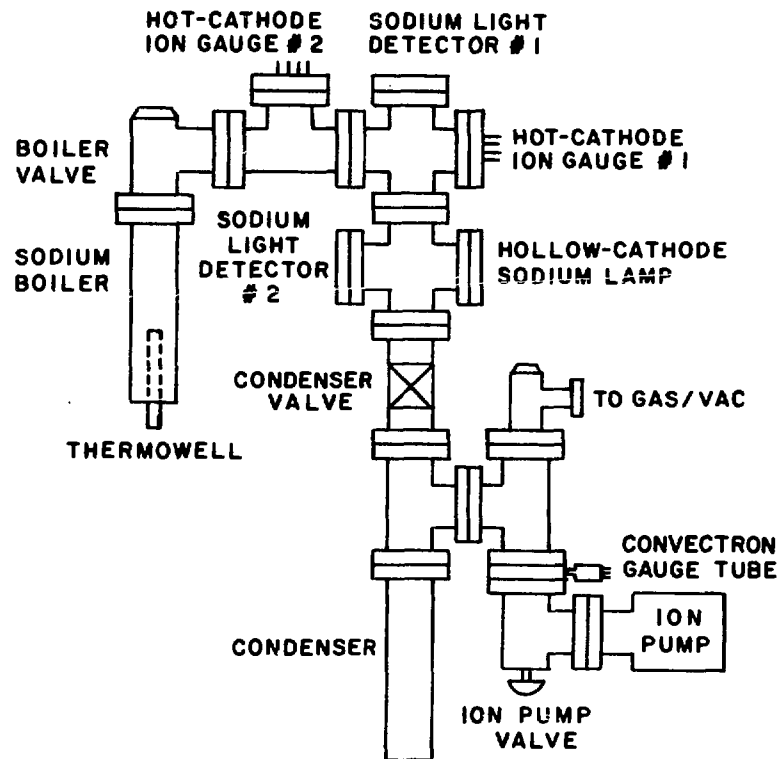 HOT-CATHODE
ION GAUGE #2
SODIUM LIGHT
DETECTOR #1
HOT-CATHODE
ION GAUGE #1
BOILER
VALVE
SODIUM
BOILER
SODIUM
LIGHT
DETECTOR
#2
HOLLOW-CATHODE
SODIUM LAMP
CONDENSER
VALVE
TO GAS/VAC
THERMOWELL
CONVECTRON
GAUGE TUBE
CONDENSER
ION
PUMP
ION PUMP
VALVE